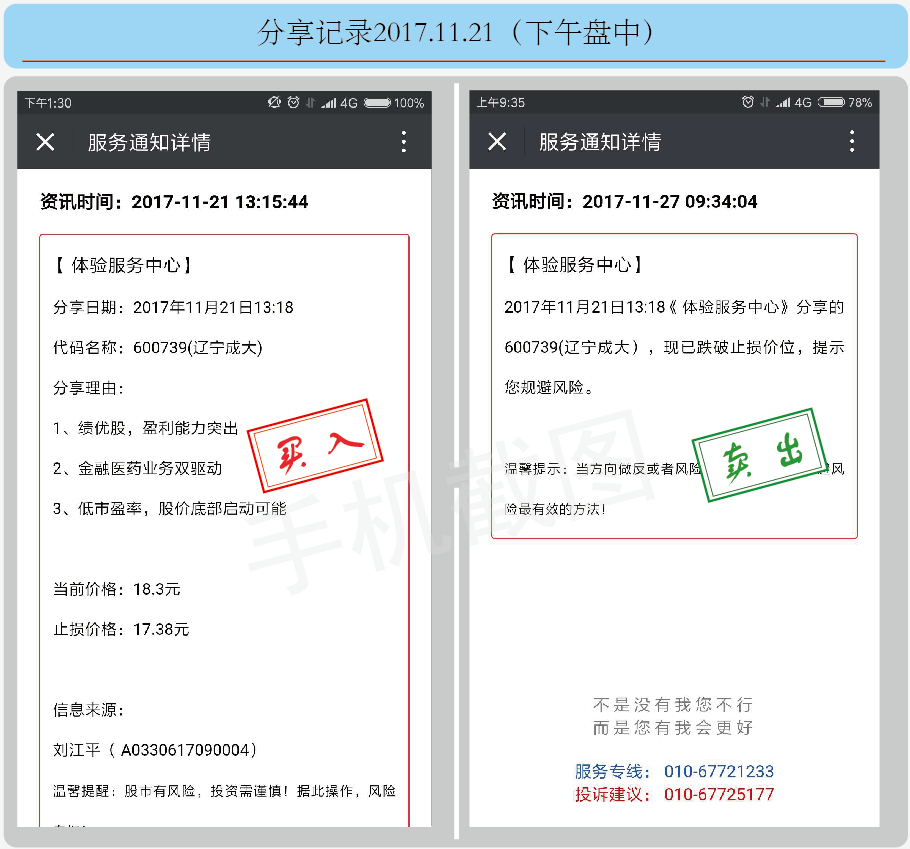 分享记录2017.11.21（下午盘中）
下午1:30
4G
100%
服务通知详情
资讯时间：2017-11-21 13:15:44
【 体验服务中心】
分享日期：2017年11月21日13:18
代码名称：600739(辽宁成大)
分享理由：
1、绩优股，盈利能力突出
2、金融医药业务双驱动
3、低市盈率，股价底部启动可能
买入
当前价格：18.3元
止损价格：17.38元
信息来源：
刘江平（ A0330617090004）
温馨提醒：股市有风险，投资需谨慎！据此操作，风险
上午9:35
4G
78%
服务通知详情
资讯时间：2017-11-27 09:34:04
【 体验服务中心】
2017年11月21日13:18《 体验服务中心》分享的
600739(辽宁成大），现已跌破止损价位，提示
您规避风险。
卖出
温馨提示：当方向做反或者风险
风
险最有效的方法！
不是没有我您不行
而是您有我会更好
服务专线： 010-67721233
投诉建议： 010-67725177
手机截图